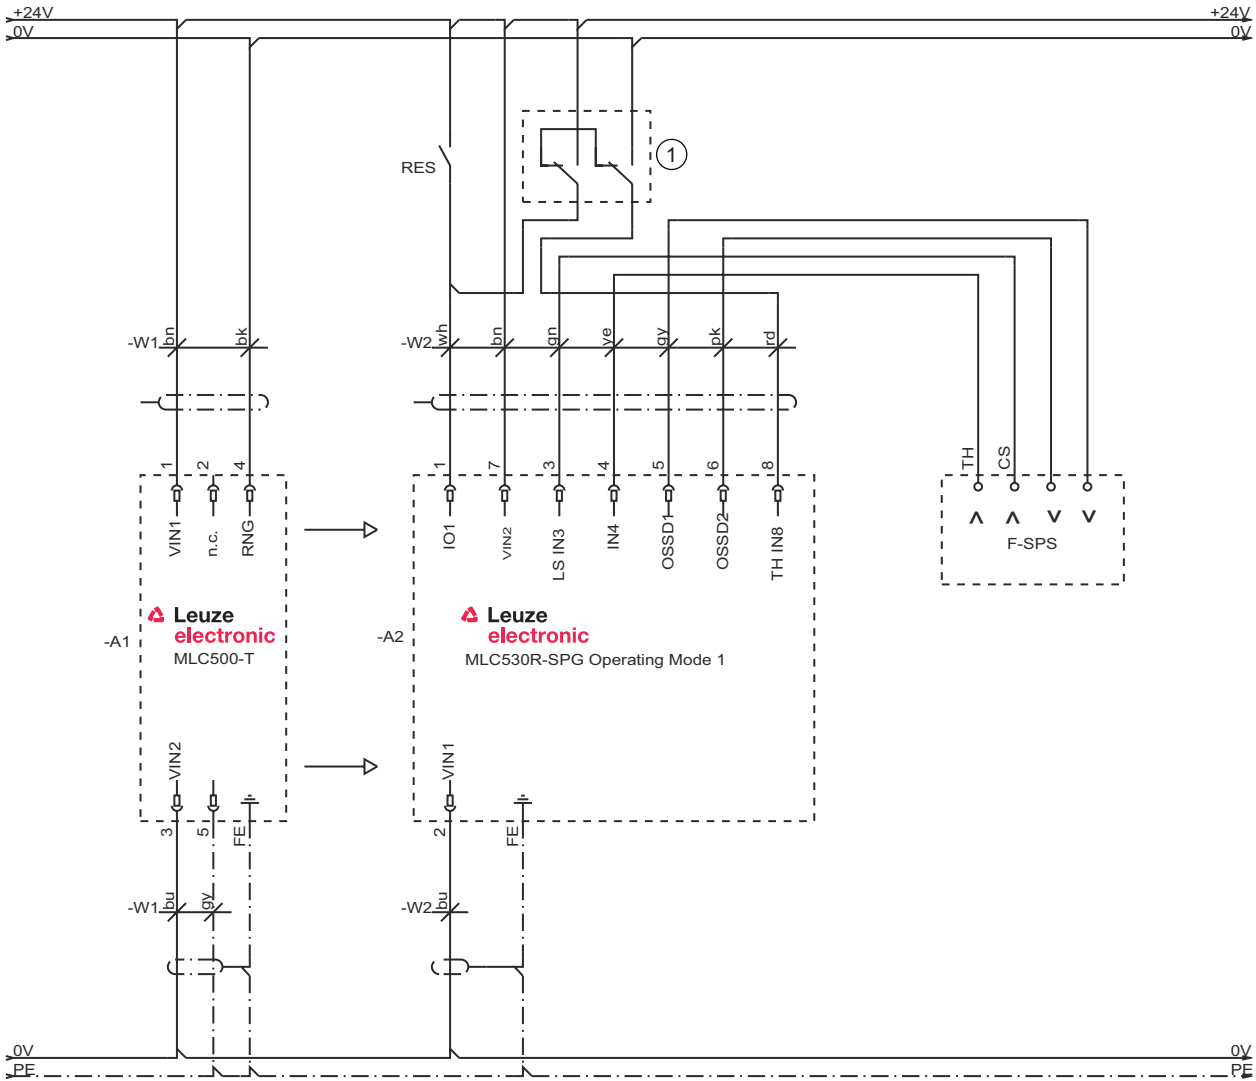 +24V
+24V
0V
0V
1
RES
-W1
bn
bk
-W2
wh
bn
gn
ye
gy
pk
rd
1
2
4
1
7
3
4
5
6
8
TH
CS
VIN1
n.c.
RNG
IO1
VIN2
LS IN3
IN4
OSSD1
OSSD2
TH IN8
F-SPS
Leuze
electronic
MLC500-T
-A1
Leuze
electronic
MLC530R-SPG Operating Mode 1
-A2
VIN2
VIN1
3
5
FE
2
FE
-W1
bu
gy
-W2
bu
0V
0V
PE
PE